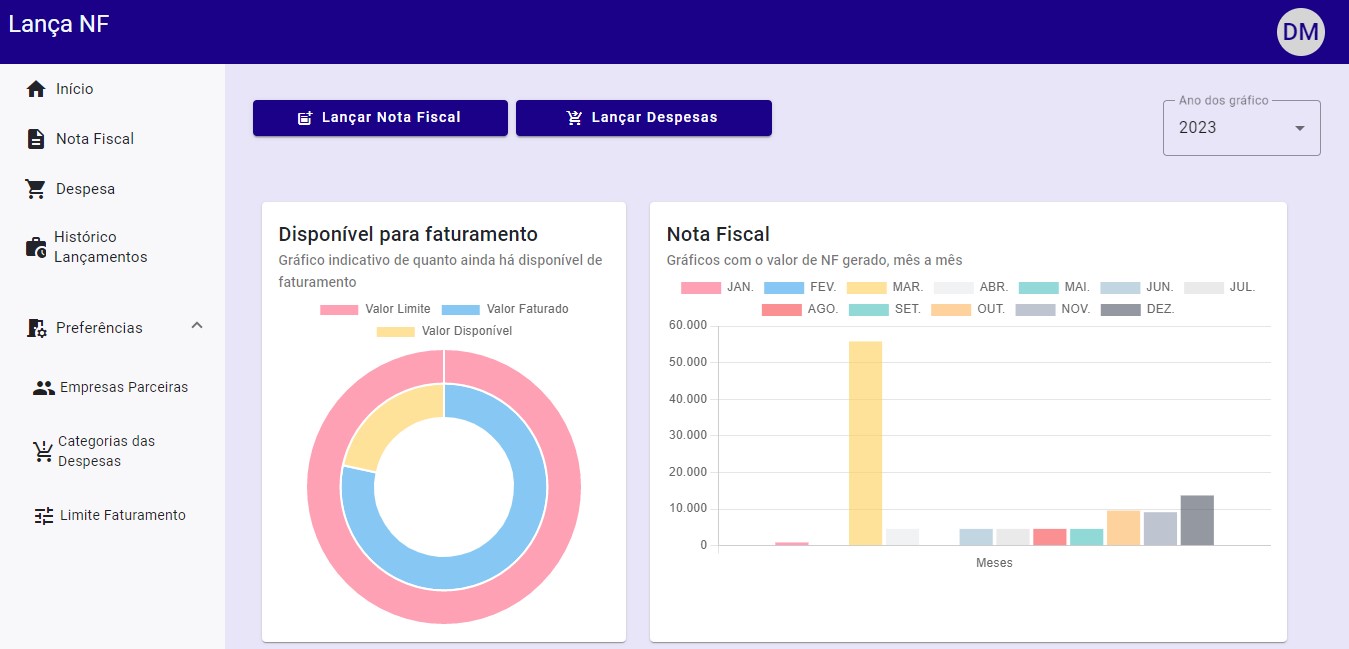 Lança NF
DM
Início
Nota Fiscal
Despesa
Histórico
Lançamentos
Preferências
Empresas Parceiras
Categorias das
Despesas
Limite Faturamento
Lançar Nota Fiscal
Lançar Despesas
Ano dos gráfico
2023
Disponível para faturamento
Gráfico indicativo de quanto ainda há disponível de
faturamento
Valor Limite Valor Faturado
Valor Disponível
Nota Fiscal
Gráficos com o valor de NF gerado, mês a mês
JAN. FEV. MAR. ABR. MAI. JUN. JUL.
AGO. SET. OUT. NOV. DEZ.
60.000
50.000
40.000
30.000
20.000
10.000
0
Meses